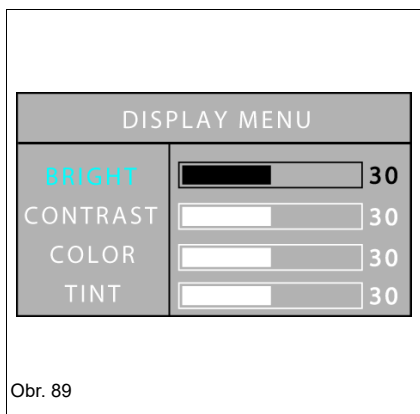 DISPLAY MENU
BRIGHT 30
CONTRAST 30
COLOR 30
TINT 30
Obr. 89